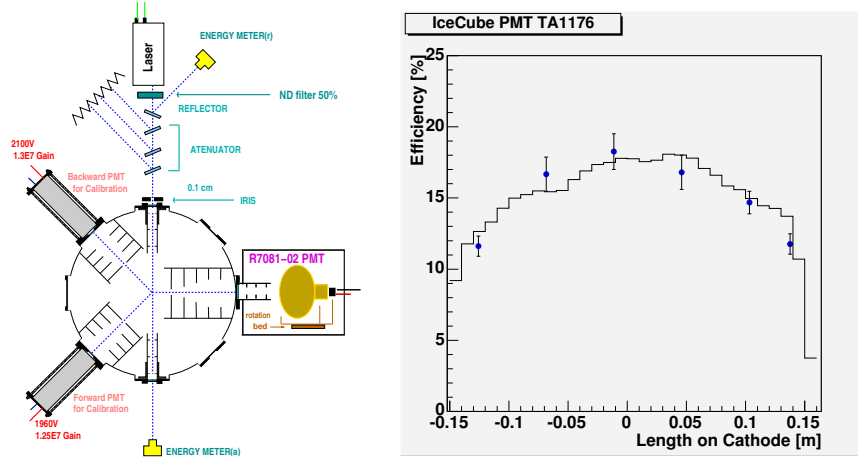 Laser
ENERGY METER(r)
ND filter 50%
REFLECTOR
ATENUATOR
2100V
1.3E7 Gain
Backward PMT
for Calibration
0.1 cm
IRIS
R7081-02 PMT
rotation
bed
Forward PMT
for Calibration
1960V
1.25E7 Gain
ENERGY METER(a)
IceCube PMT TA1176
Efficiency [%]
25
20
15
10
5
0
-0.15
-0.1
-0.05
0
0.05
0.1
0.15
Length on Cathode [m]